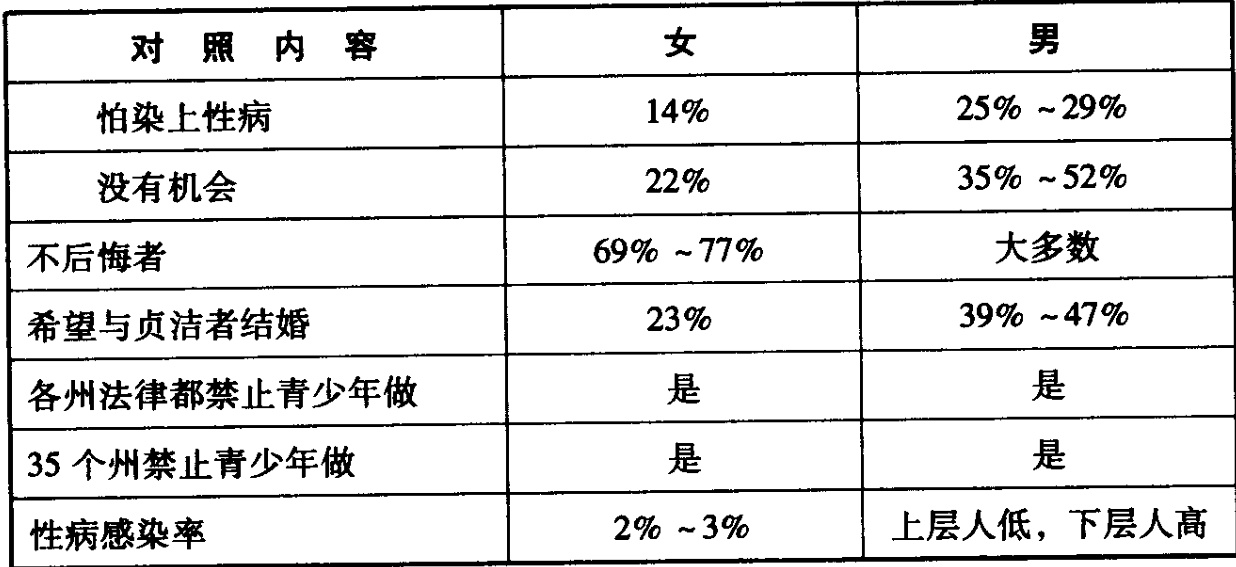 对照内容 女 男
怕染上性病 14% 25% ~29%
没有机会 22% 35% ~52%
不后悔者 69% ~77% 大多数
希望与贞洁者结婚 23% 39% ~47%
各州法律都禁止青少年做 是 是
35 个州禁止青少年做 是 是
性病感染率 2% ~3% 上层人低，下层人高